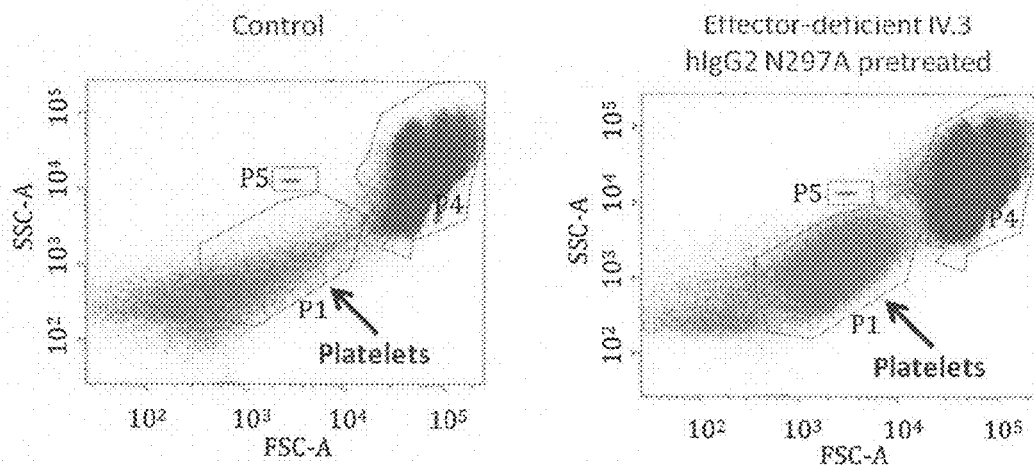 Control
Effector-deficient IV.3
hIgG2 N297A pretreated
SSC-A
10⁵
10⁴
10³
10²
P5
P4
P1
Platelets
10² 10³ 10⁴ 10⁵
FSC-A
SSC-A
10⁵
10⁴
10³
10²
P5
P4
P1
Platelets
10² 10³ 10⁴ 10⁵
FSC-A